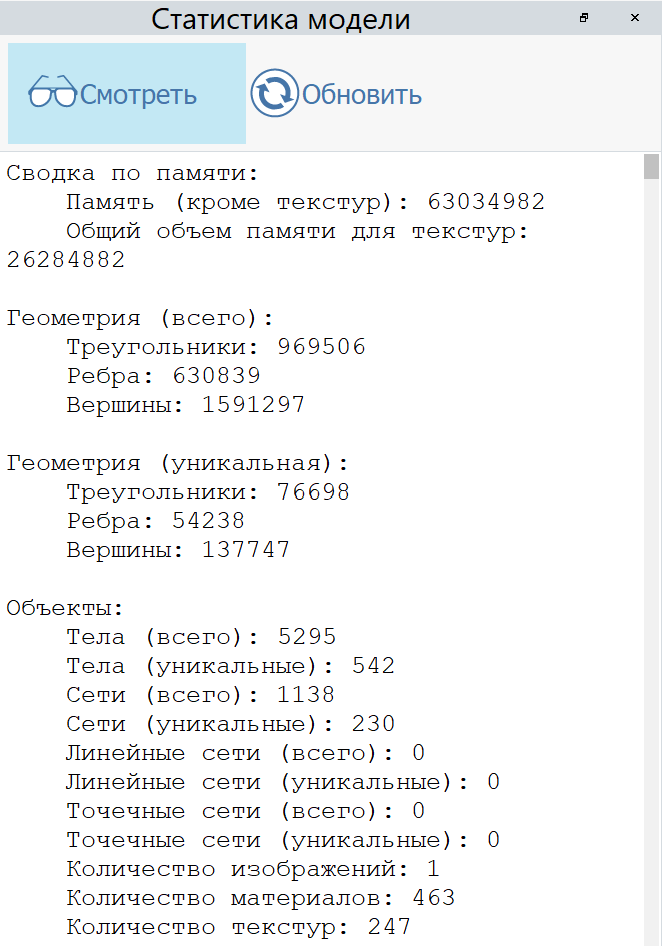 Статистика модели
Смотреть
Обновить
Сводка по памяти:
Память (кроме текстур): 63034982
Общий объем памяти для текстур:
26284882
Геометрия (всего):
Треугольники: 969506
Ребра: 630839
Вершины: 1591297
Геометрия (уникальная):
Треугольники: 76698
Ребра: 54238
Вершины: 137747
Объекты:
Тела (всего): 5295
Тела (уникальные): 542
Сети (всего): 1138
Сети (уникальные): 230
Линейные сети (всего): 0
Линейные сети (уникальные): 0
Точечные сети (всего): 0
Точечные сети (уникальные): 0
Количество изображений: 1
Количество материалов: 463
Количество текстур: 247